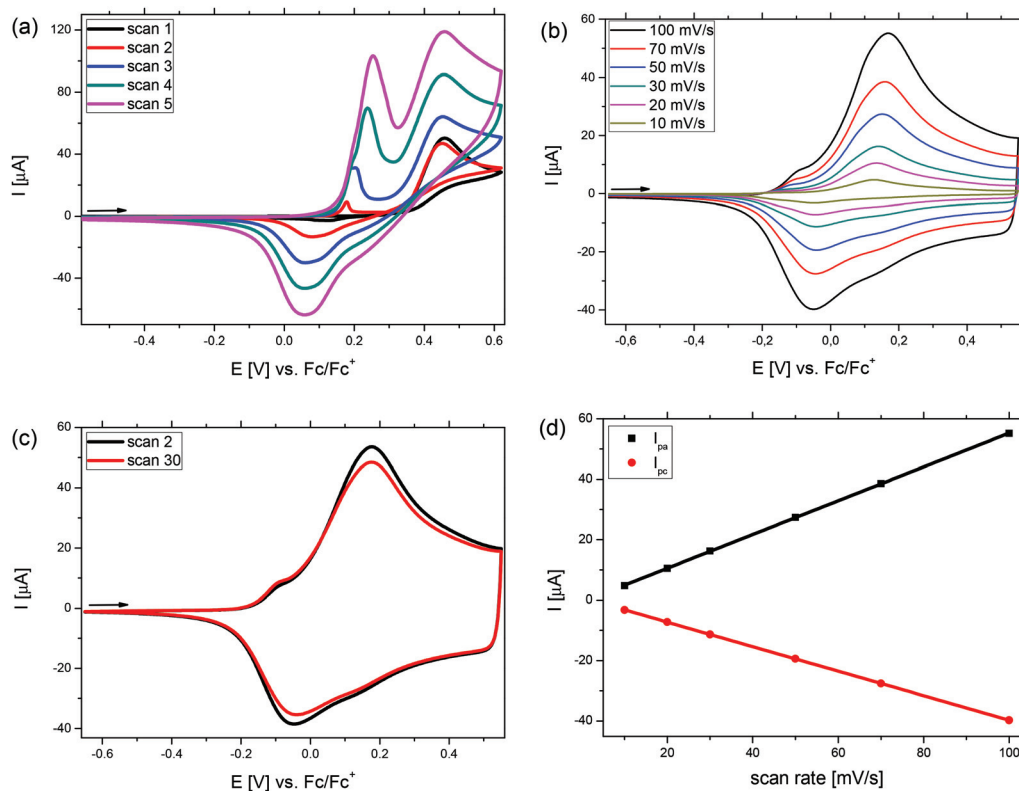 (a)
scan 1
scan 2
scan 3
scan 4
scan 5
120
80
40
0
-40
I [µA]
-0.4 -0.2 0.0 0.2 0.4 0.6
E [V] vs. Fc/Fc⁺
(b)
100 mV/s
70 mV/s
50 mV/s
30 mV/s
20 mV/s
10 mV/s
60
40
20
0
-20
-40
I [µA]
-0,6 -0,4 -0,2 0,0 0,2 0,4
E [V] vs. Fc/Fc⁺
(c)
scan 2
scan 30
60
40
20
0
-20
-40
I [µA]
-0.6 -0.4 -0.2 0.0 0.2 0.4
E [V] vs. Fc/Fc⁺
(d)
Ipa
Ipc
60
40
20
0
-20
-40
I [µA]
20 40 60 80 100
scan rate [mV/s]